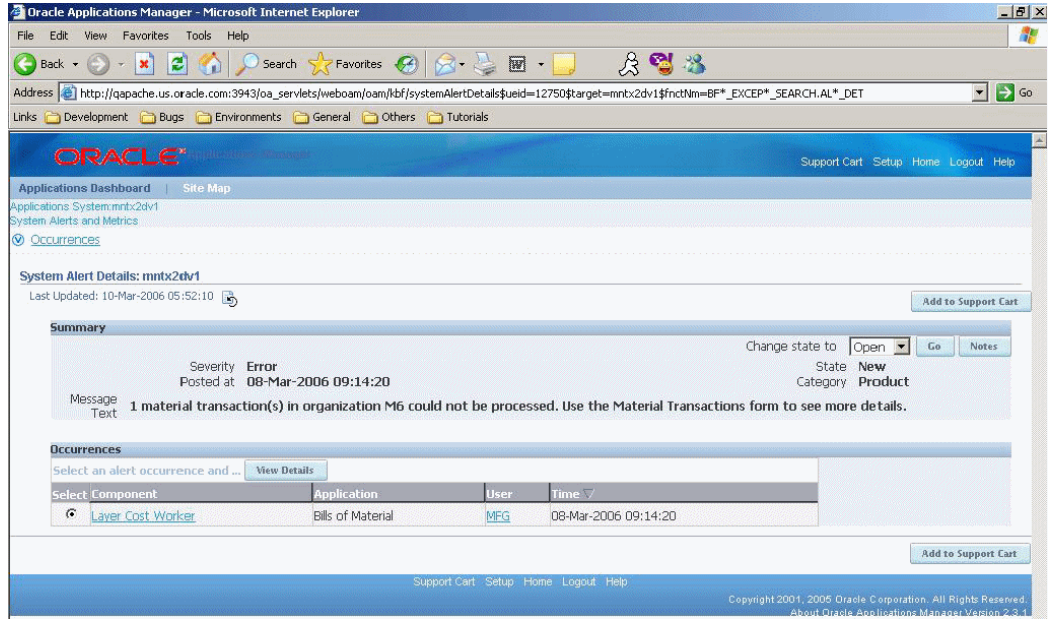 Oracle Applications Manager - Microsoft Internet Explorer
File Edit View Favorites Tools Help
Back Search Favorites
Address http://qapache.us.oracle.com:3943/oa_servlets/weboam/oam/kbf/systemAlertDetails$ueid=12750$target=mntx2dv1$fnctNm=BF*_EXCEP*_SEARCH.AL*_DET Go
Links Development Bugs Environments General Others Tutorials
ORACLE Applications Manager
Support Cart Setup Home Logout Help
Applications Dashboard | Site Map
Applications System:mntx2dv1
System Alerts and Metrics
Occurrences
System Alert Details: mntx2dv1
Last Updated: 10-Mar-2006 05:52:10
Add to Support Cart
Summary
Change state to Open Go Notes
Severity Error State New
Posted at 08-Mar-2006 09:14:20 Category Product
Message Text 1 material transaction(s) in organization M6 could not be processed. Use the Material Transactions form to see more details.
Occurrences
Select an alert occurrence and ... View Details
Select Component Application User Time
Layer Cost Worker Bills of Material MFG 08-Mar-2006 09:14:20
Add to Support Cart
Support Cart Setup Home Logout Help
Copyright 2001, 2005 Oracle Corporation. All Rights Reserved.
About Oracle Applications Manager Version 2.3.1